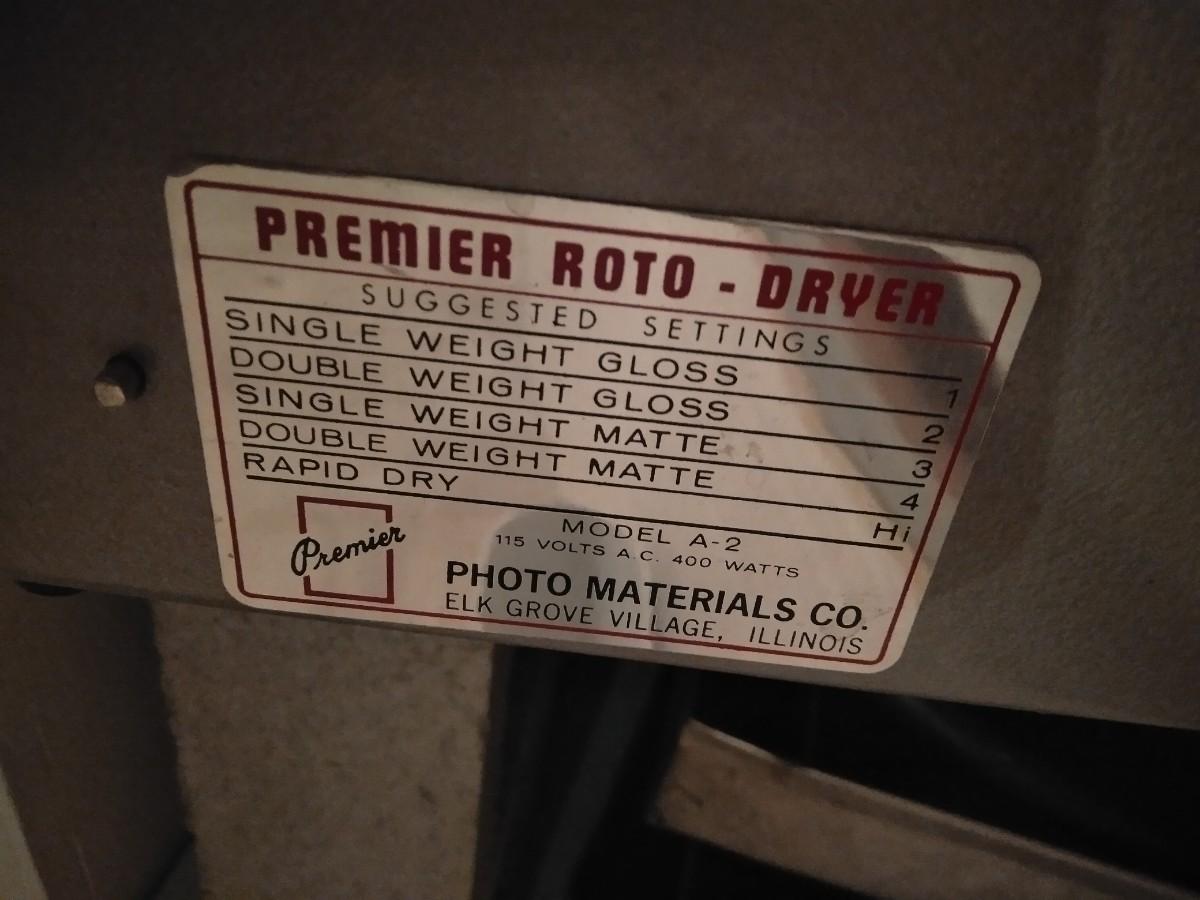 PREMIER ROTO - DRYER
SUGGESTED SETTINGS
SINGLE WEIGHT GLOSS 1
DOUBLE WEIGHT GLOSS 2
SINGLE WEIGHT MATTE 3
DOUBLE WEIGHT MATTE 4
RAPID DRY Hi
Premier
MODEL A-2
115 VOLTS A.C. 400 WATTS
PHOTO MATERIALS CO.
ELK GROVE VILLAGE, ILLINOIS